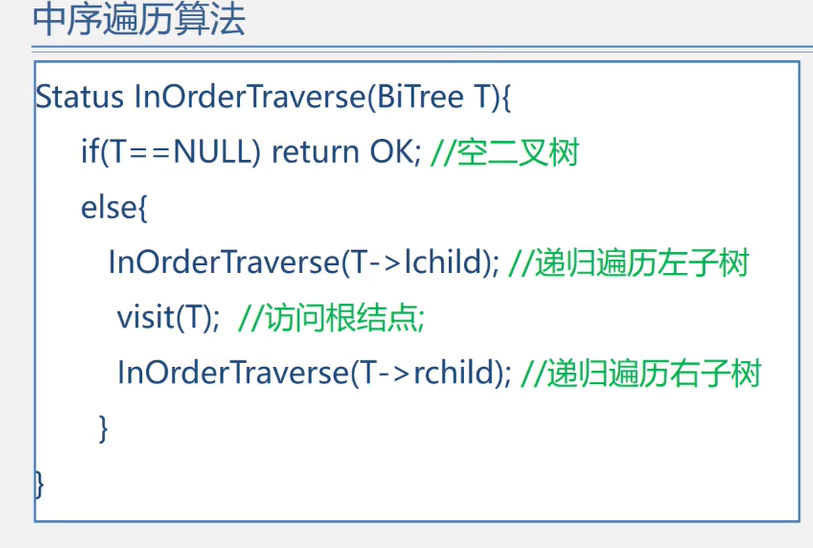 中序遍历算法
Status InOrderTraverse(BiTree T){
if(T==NULL) return OK; //空二叉树
else{
InOrderTraverse(T->lchild); //递归遍历左子树
visit(T); //访问根结点;
InOrderTraverse(T->rchild); //递归遍历右子树
}
}